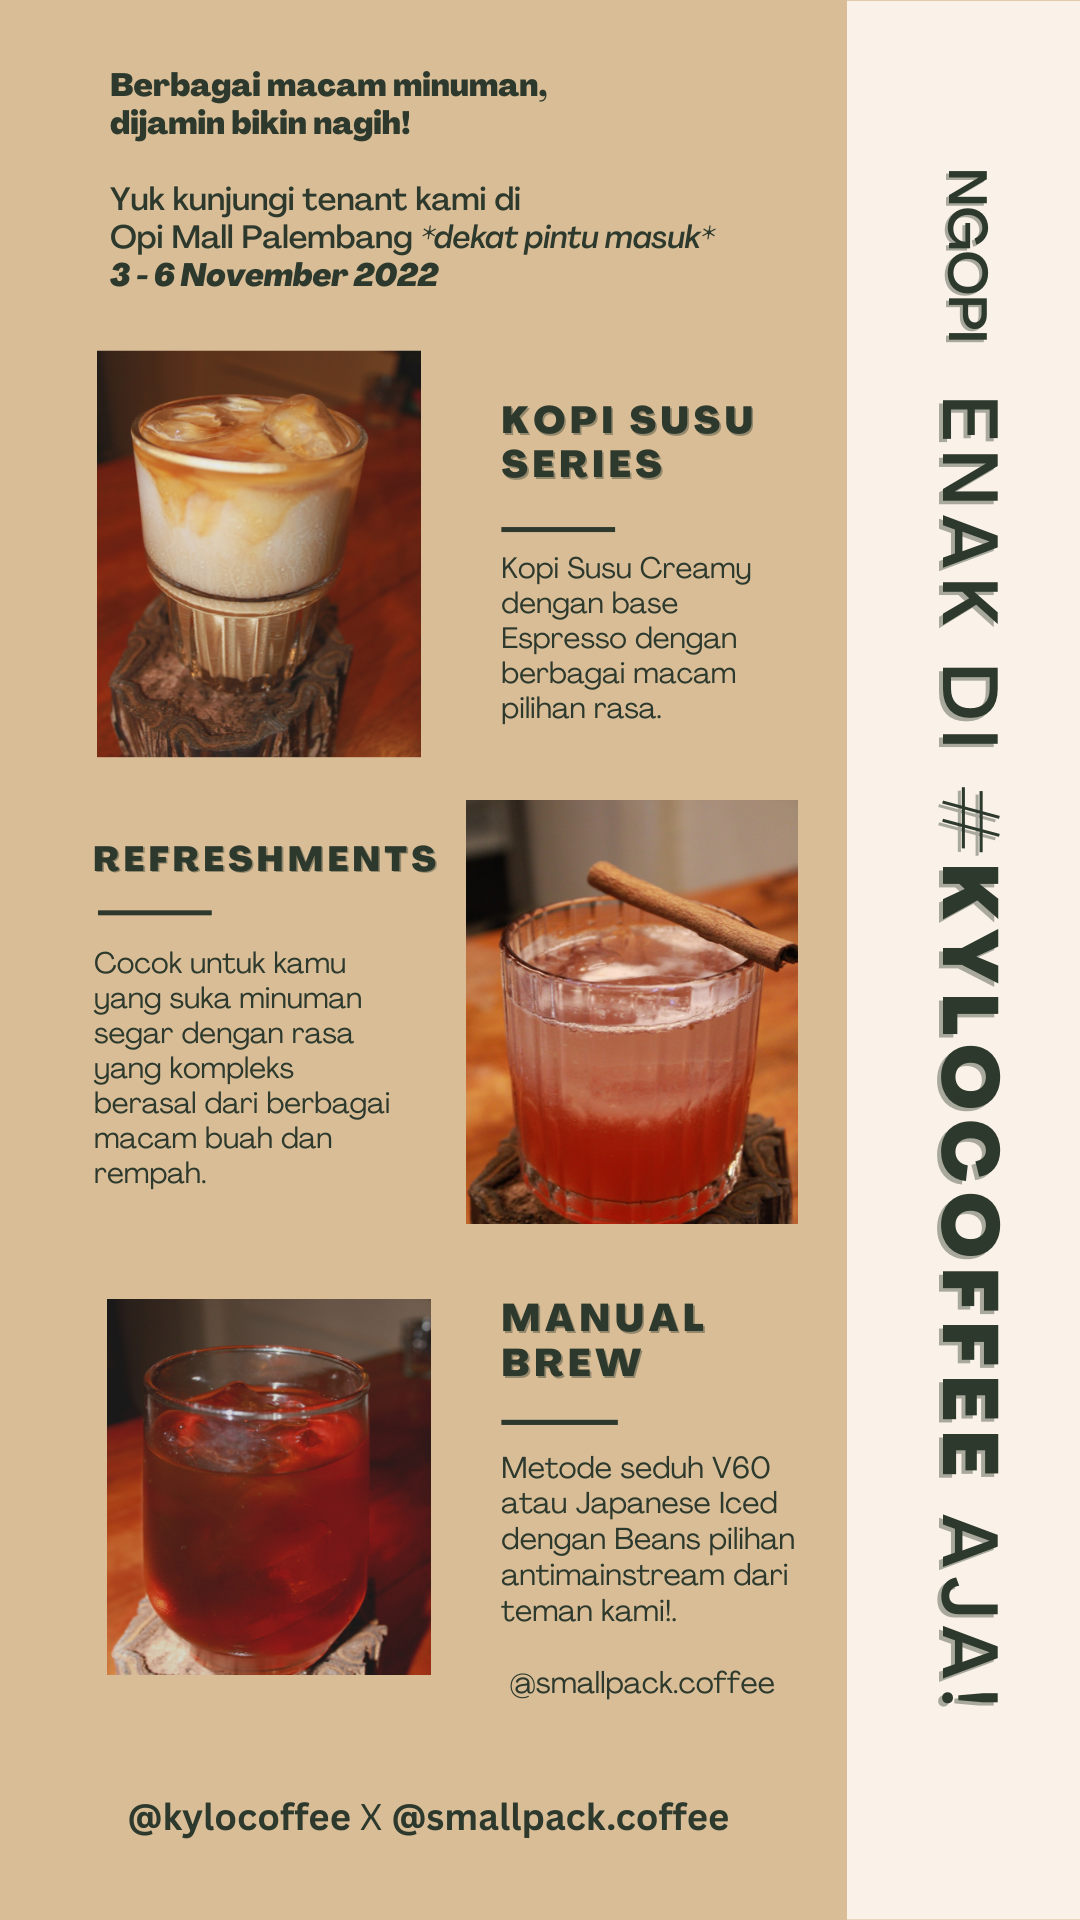 Berbagai macam minuman,
dijamin bikin nagih!
Yuk kunjungi tenant kami di
Opi Mall Palembang *dekat pintu masuk*
3 - 6 November 2022
KOPI SUSU
SERIES
Kopi Susu Creamy
dengan base
Espresso dengan
berbagai macam
pilihan rasa.
REFRESHMENTS
Cocok untuk kamu
yang suka minuman
segar dengan rasa
yang kompleks
berasal dari berbagai
macam buah dan
rempah.
MANUAL
BREW
Metode seduh V60
atau Japanese Iced
dengan Beans pilihan
antimainstream dari
teman kami!.
@smallpack.coffee
@kylocoffee X @smallpack.coffee
NGOPI ENAK DI #KYLOCOFFEE AJA!